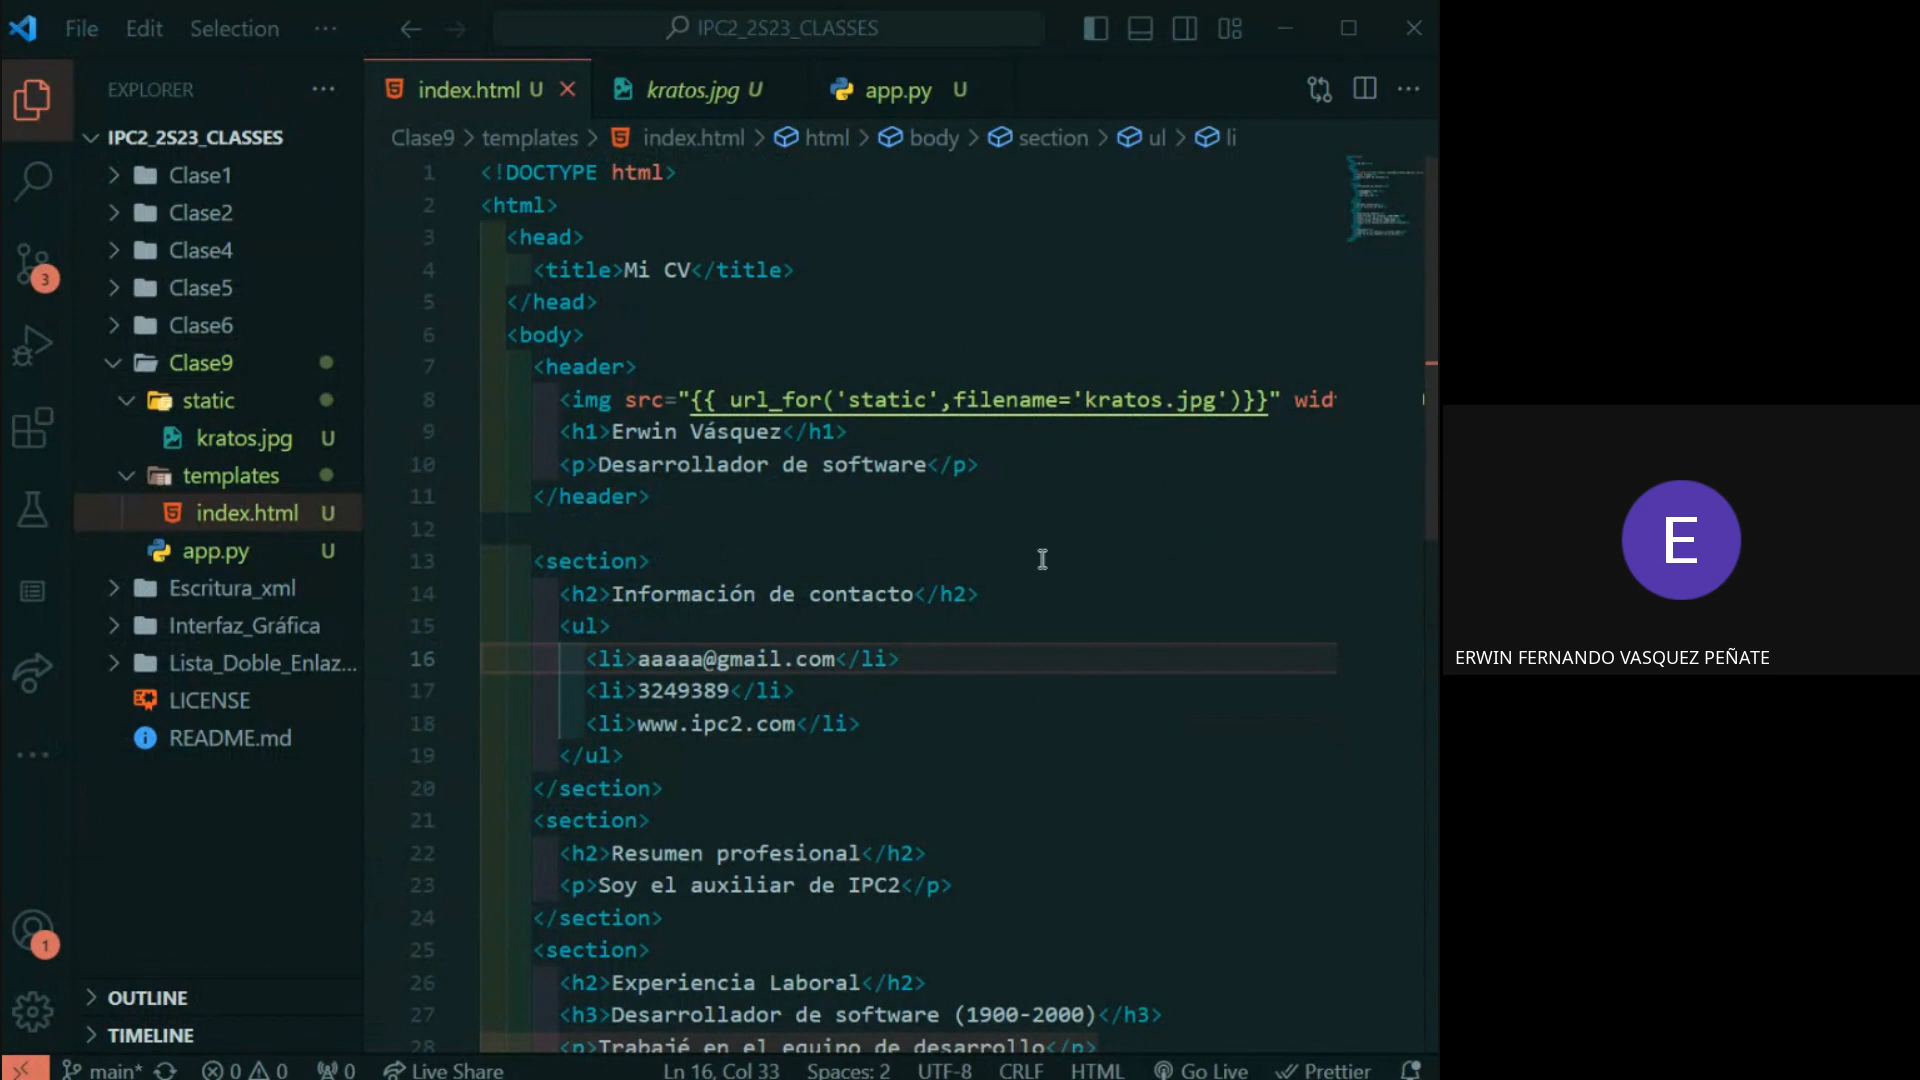 File Edit Selection ··· IPC2_2S23_CLASSES
EXPLORER ···
IPC2_2S23_CLASSES
Clase1
Clase2
Clase4
Clase5
Clase6
Clase9
static
kratos.jpg U
templates
index.html U
app.py U
Escritura_xml
Interfaz_Gráfica
Lista_Doble_Enlaz...
LICENSE
README.md
OUTLINE
TIMELINE
3
1
index.html U kratos.jpg U app.py U
Clase9 > templates > index.html > html > body > section > ul > li
1 <!DOCTYPE html>
2 <html>
3 <head>
4 <title>Mi CV</title>
5 </head>
6 <body>
7 <header>
8 <img src="{{ url_for('static',filename='kratos.jpg')}}" wid
9 <h1>Erwin Vásquez</h1>
10 <p>Desarrollador de software</p>
11 </header>
12
13 <section>
14 <h2>Información de contacto</h2>
15 <ul>
16 <li>aaaaa@gmail.com</li>
17 <li>3249389</li>
18 <li>www.ipc2.com</li>
19 </ul>
20 </section>
21 <section>
22 <h2>Resumen profesional</h2>
23 <p>Soy el auxiliar de IPC2</p>
24 </section>
25 <section>
26 <h2>Experiencia Laboral</h2>
27 <h3>Desarrollador de software (1900-2000)</h3>
28 <p>Trabajé en el equipo de desarrollo</p>
main* 0 0 0 Live Share Ln 16, Col 33 Spaces: 2 UTF-8 CRLF HTML Go Live Prettier
E
ERWIN FERNANDO VASQUEZ PEÑATE